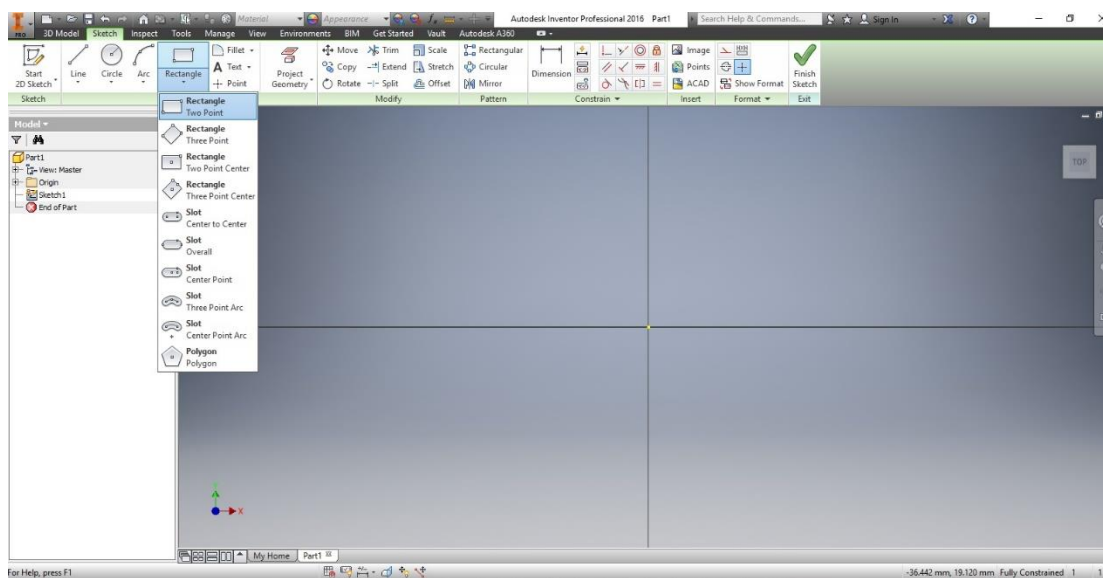 Material
Appearance
Autodesk Inventor Professional 2016 Part1
Search Help & Commands...
Sign In
PRO
3D Model Sketch Inspect Tools Manage View Environments BIM Get Started Vault Autodesk A360
Start
2D Sketch
Line
Circle
Arc
Rectangle
Fillet
Text
Point
Project
Geometry
Move Trim Scale
Copy Extend Stretch
Rotate Split Offset
Rectangular
Circular
Mirror
Dimension
Image
Points
ACAD
Show Format
Finish
Sketch
Sketch Modify Pattern Constrain Insert Format Exit
Rectangle
Two Point
Rectangle
Three Point
Rectangle
Two Point Center
Rectangle
Three Point Center
Slot
Center to Center
Slot
Overall
Slot
Center Point
Slot
Three Point Arc
Slot
Center Point Arc
Polygon
Polygon
Model
Part1
View: Master
Origin
Sketch1
End of Part
TOP
Y
X
My Home Part1
For Help, press F1
-36.442 mm, 19.120 mm Fully Constrained 1 1